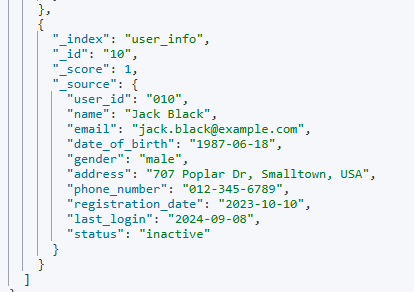 },
{
"_index": "user_info",
"_id": "10",
"_score": 1,
"_source": {
"user_id": "010",
"name": "Jack Black",
"email": "jack.black@example.com",
"date_of_birth": "1987-06-18",
"gender": "male",
"address": "707 Poplar Dr, Smalltown, USA",
"phone_number": "012-345-6789",
"registration_date": "2023-10-10",
"last_login": "2024-09-08",
"status": "inactive"
}
}
]